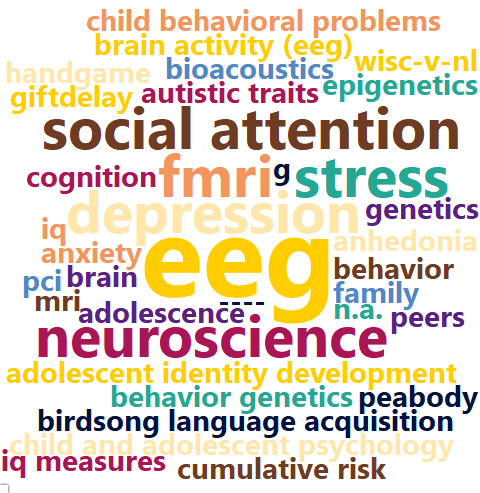 child behavioral problems
brain activity (eeg)
wisc-v-nl
handgame
bioacoustics
epigenetics
giftdelay
autistic traits
social attention
cognition
fmri
g
stress
depression
genetics
iq
anhedonia
anxiety
eeg
behavior
pci
brain
family
mri
adolescence
----
n.a.
peers
neuroscience
adolescent identity development
behavior genetics
peabody
birdsong language acquisition
child and adolescent psychology
iq measures
cumulative risk